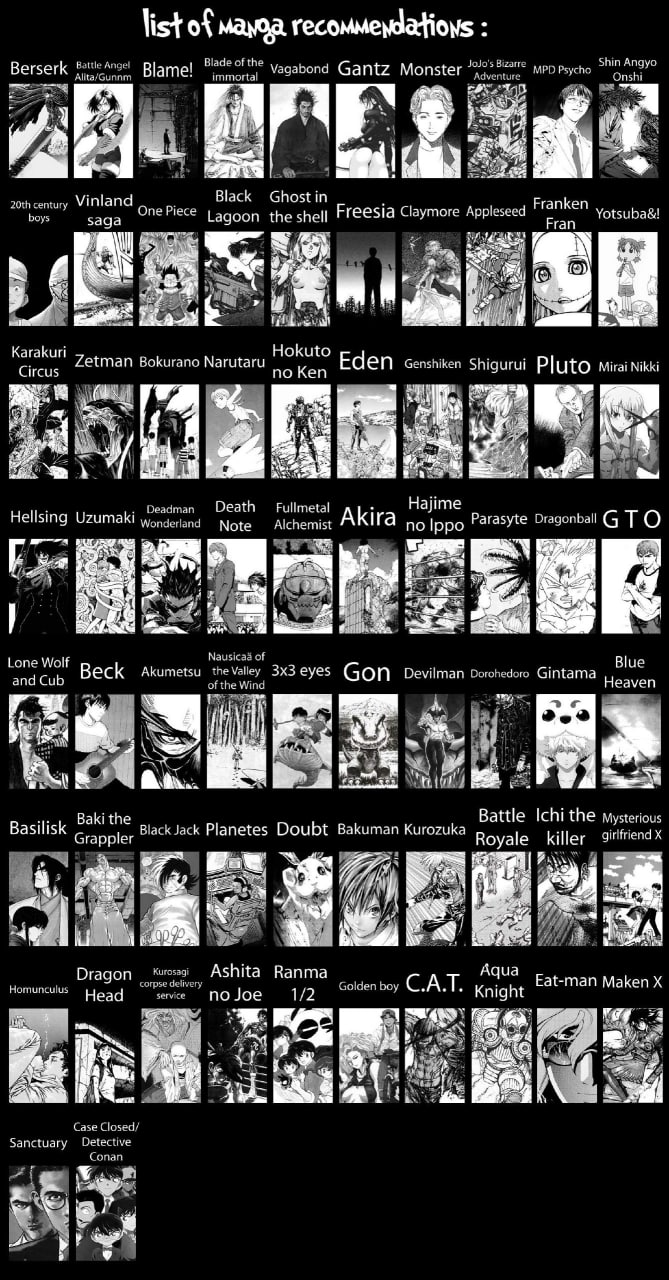 list of manga recommendations :
Berserk
Battle Angel
Alita/Gunnm
Blame!
Blade of the
immortal
Vagabond
Gantz
Monster
JoJo's Bizarre
Adventure
MPD Psycho
Shin Angyo
Onshi
20th century
boys
Vinland
saga
One Piece
Black
Lagoon
Ghost in
the shell
Freesia
Claymore
Appleseed
Franken
Fran
Yotsuba&!
Karakuri
Circus
Zetman
Bokurano
Narutaru
Hokuto
no Ken
Eden
Genshiken
Shigurui
Pluto
Mirai Nikki
Hellsing
Uzumaki
Deadman
Wonderland
Death
Note
Fullmetal
Alchemist
Akira
Hajime
no Ippo
Parasyte
Dragonball
G T O
Lone Wolf
and Cub
Beck
Akumetsu
Nausicaä of
the Valley
of the Wind
3x3 eyes
Gon
Devilman
Dorohedoro
Gintama
Blue
Heaven
Basilisk
Baki the
Grappler
Black Jack
Planetes
Doubt
Bakuman
Kurozuka
Battle
Royale
Ichi the
killer
Mysterious
girlfriend X
Homunculus
Dragon
Head
Kurosagi
corpse delivery
service
Ashita
no Joe
Ranma
1/2
Golden boy
C.A.T.
Aqua
Knight
Eat-man
Maken X
Sanctuary
Case Closed/
Detective
Conan